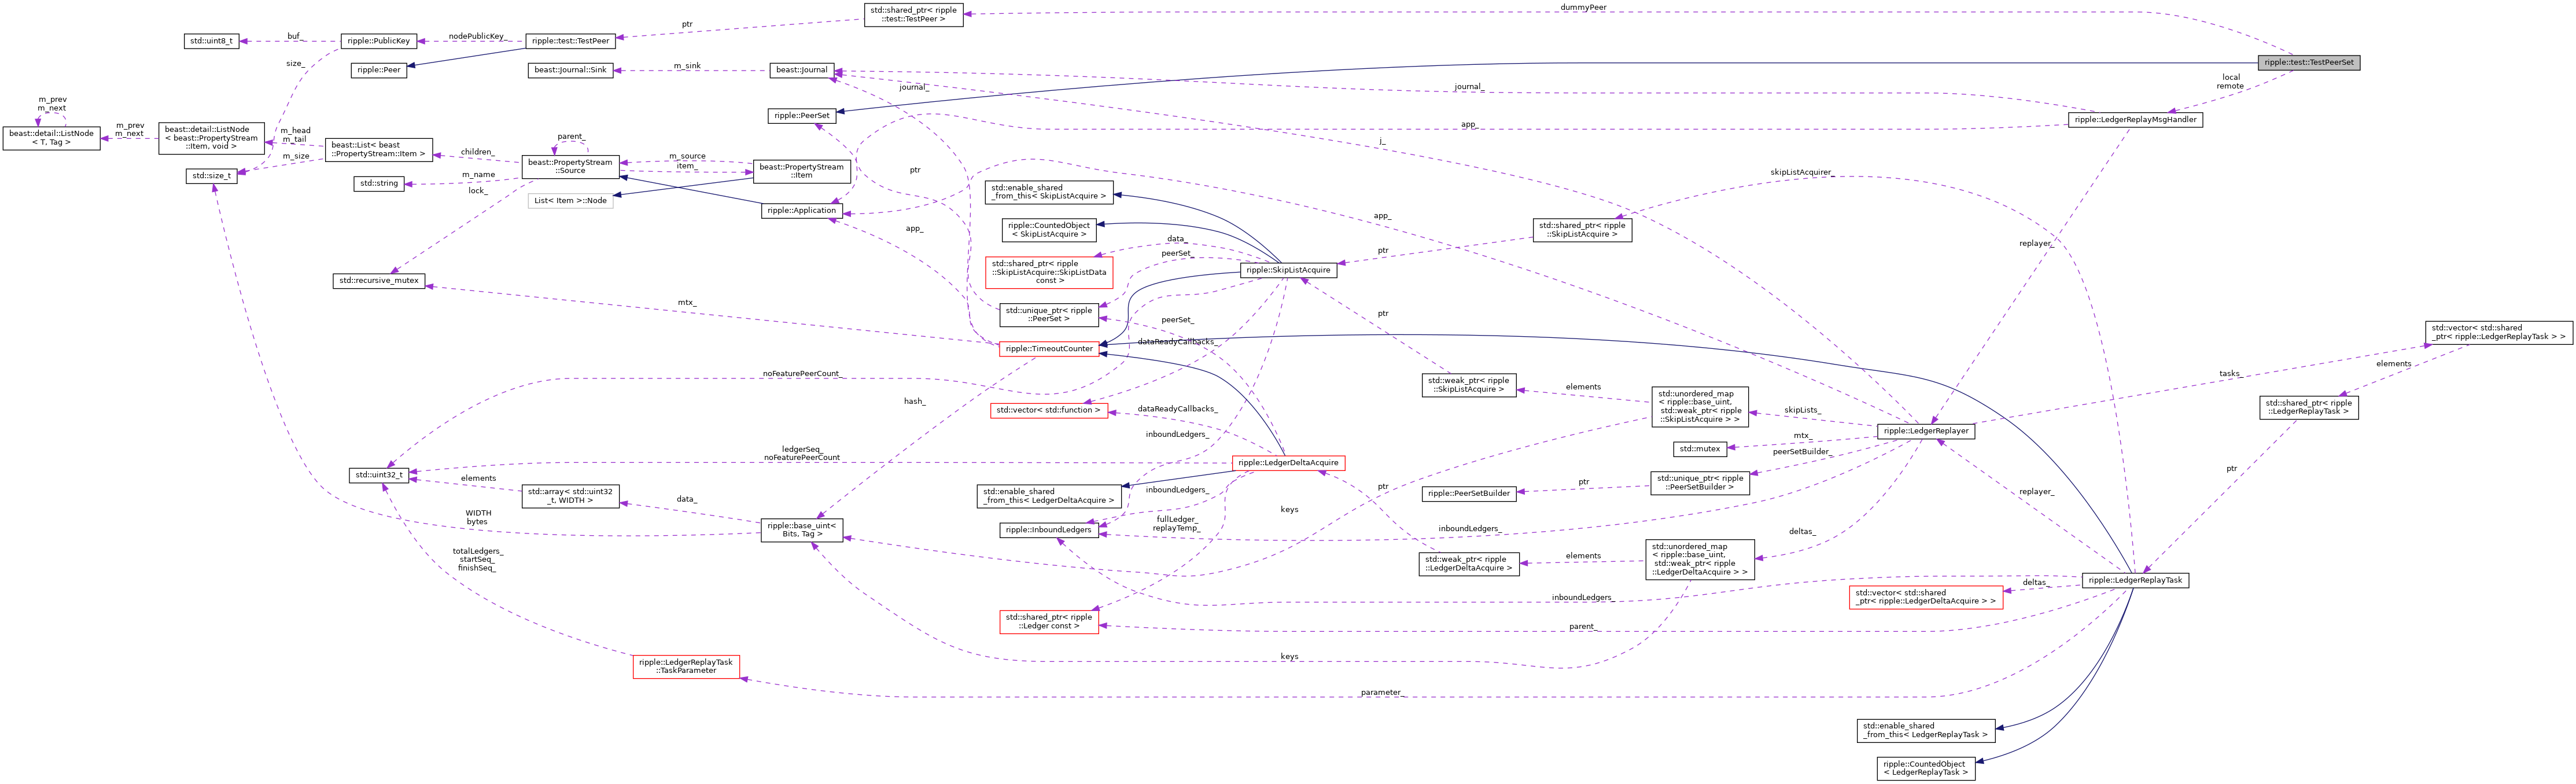 std::shared_ptr< ripple
::test::TestPeer >
dummyPeer
ptr
std::uint8_t
buf_
ripple::PublicKey
nodePublicKey_
ripple::test::TestPeer
ripple::test::TestPeerSet
size_
ripple::Peer
beast::Journal::Sink
m_sink
beast::Journal
journal_
journal_
local
remote
m_prev
m_next
beast::detail::ListNode
< T, Tag >
m_prev
m_next
beast::detail::ListNode
< beast::PropertyStream
::Item, void >
m_head
m_tail
m_size
beast::List< beast
::PropertyStream::Item >
children_
parent_
beast::PropertyStream
::Source
m_source
item_
beast::PropertyStream
::Item
ripple::PeerSet
app_
ripple::LedgerReplayMsgHandler
std::size_t
std::string
m_name
lock_
List< Item >::Node
ripple::Application
ptr
j_
app_
app_
std::enable_shared
_from_this< SkipListAcquire >
ripple::CountedObject
< SkipListAcquire >
data_
std::shared_ptr< ripple
::SkipListAcquire::SkipListData
const >
peerSet_
ripple::SkipListAcquire
ptr
std::shared_ptr< ripple
::SkipListAcquire >
skipListAcquirer_
replayer_
std::recursive_mutex
mtx_
std::unique_ptr< ripple
::PeerSet >
peerSet_
ptr
ripple::TimeoutCounter
dataReadyCallbacks_
noFeaturePeerCount_
hash_
std::vector< std::function >
dataReadyCallbacks_
inboundLedgers_
std::weak_ptr< ripple
::SkipListAcquire >
elements
std::unordered_map
< ripple::base_uint,
std::weak_ptr< ripple
::SkipListAcquire > >
skipLists_
ripple::LedgerReplayer
tasks_
std::vector< std::shared
_ptr< ripple::LedgerReplayTask > >
elements
std::shared_ptr< ripple
::LedgerReplayTask >
mtx_
std::mutex
peerSetBuilder_
std::unique_ptr< ripple
::PeerSetBuilder >
ptr
ripple::PeerSetBuilder
ledgerSeq_
noFeaturePeerCount
ripple::LedgerDeltaAcquire
std::uint32_t
elements
std::array< std::uint32
_t, WIDTH >
data_
WIDTH
bytes
ripple::base_uint<
Bits, Tag >
std::enable_shared
_from_this< LedgerDeltaAcquire >
inboundLedgers_
ripple::InboundLedgers
fullLedger_
replayTemp_
ptr
keys
inboundLedgers_
deltas_
replayer_
ptr
totalLedgers_
startSeq_
finishSeq_
std::weak_ptr< ripple
::LedgerDeltaAcquire >
elements
std::unordered_map
< ripple::base_uint,
std::weak_ptr< ripple
::LedgerDeltaAcquire > >
inboundLedgers_
std::vector< std::shared
_ptr< ripple::LedgerDeltaAcquire > >
deltas_
ripple::LedgerReplayTask
std::shared_ptr< ripple
::Ledger const >
parent_
keys
ripple::LedgerReplayTask
::TaskParameter
parameter_
std::enable_shared
_from_this< LedgerReplayTask >
ripple::CountedObject
< LedgerReplayTask >